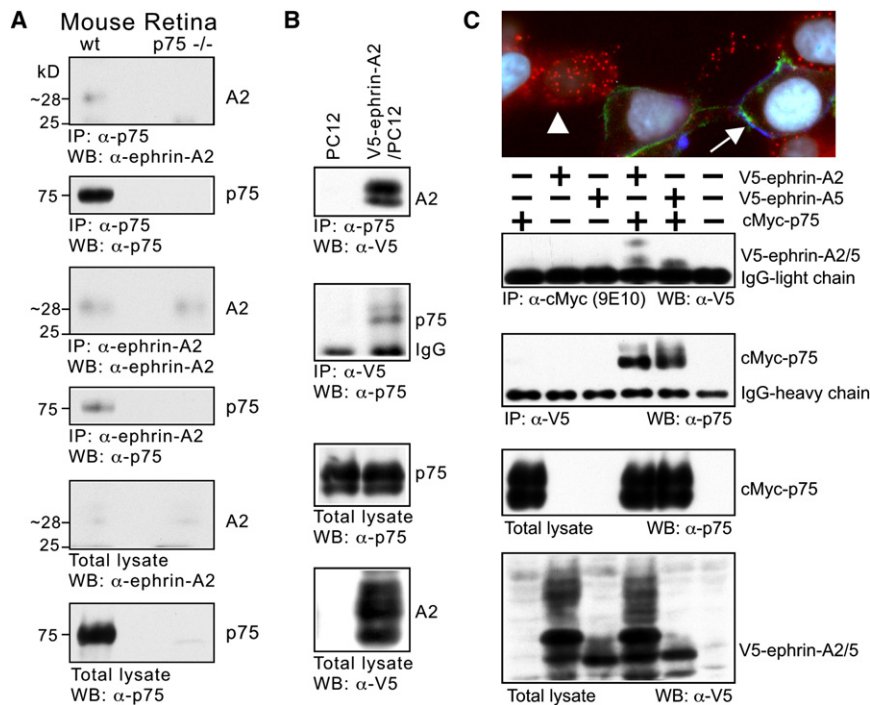 A
Mouse Retina
wt p75 -/-
kD
~28
25
A2
IP: α-p75
WB: α-ephrin-A2
75
p75
IP: α-p75
WB: α-p75
~28
25
A2
IP: α-ephrin-A2
WB: α-ephrin-A2
75
p75
IP: α-ephrin-A2
WB: α-p75
~28
25
A2
Total lysate
WB: α-ephrin-A2
75
p75
Total lysate
WB: α-p75
B
PC12
V5-ephrin-A2
/PC12
A2
IP: α-p75
WB: α-V5
p75
IgG
IP: α-V5
WB: α-p75
p75
Total lysate
WB: α-p75
A2
Total lysate
WB: α-V5
C
− + − + − − V5-ephrin-A2
− − + − + − V5-ephrin-A5
+ − − + + − cMyc-p75
V5-ephrin-A2/5
IgG-light chain
IP: α-cMyc (9E10) WB: α-V5
cMyc-p75
IgG-heavy chain
IP: α-V5 WB: α-p75
cMyc-p75
Total lysate WB: α-p75
V5-ephrin-A2/5
Total lysate WB: α-V5